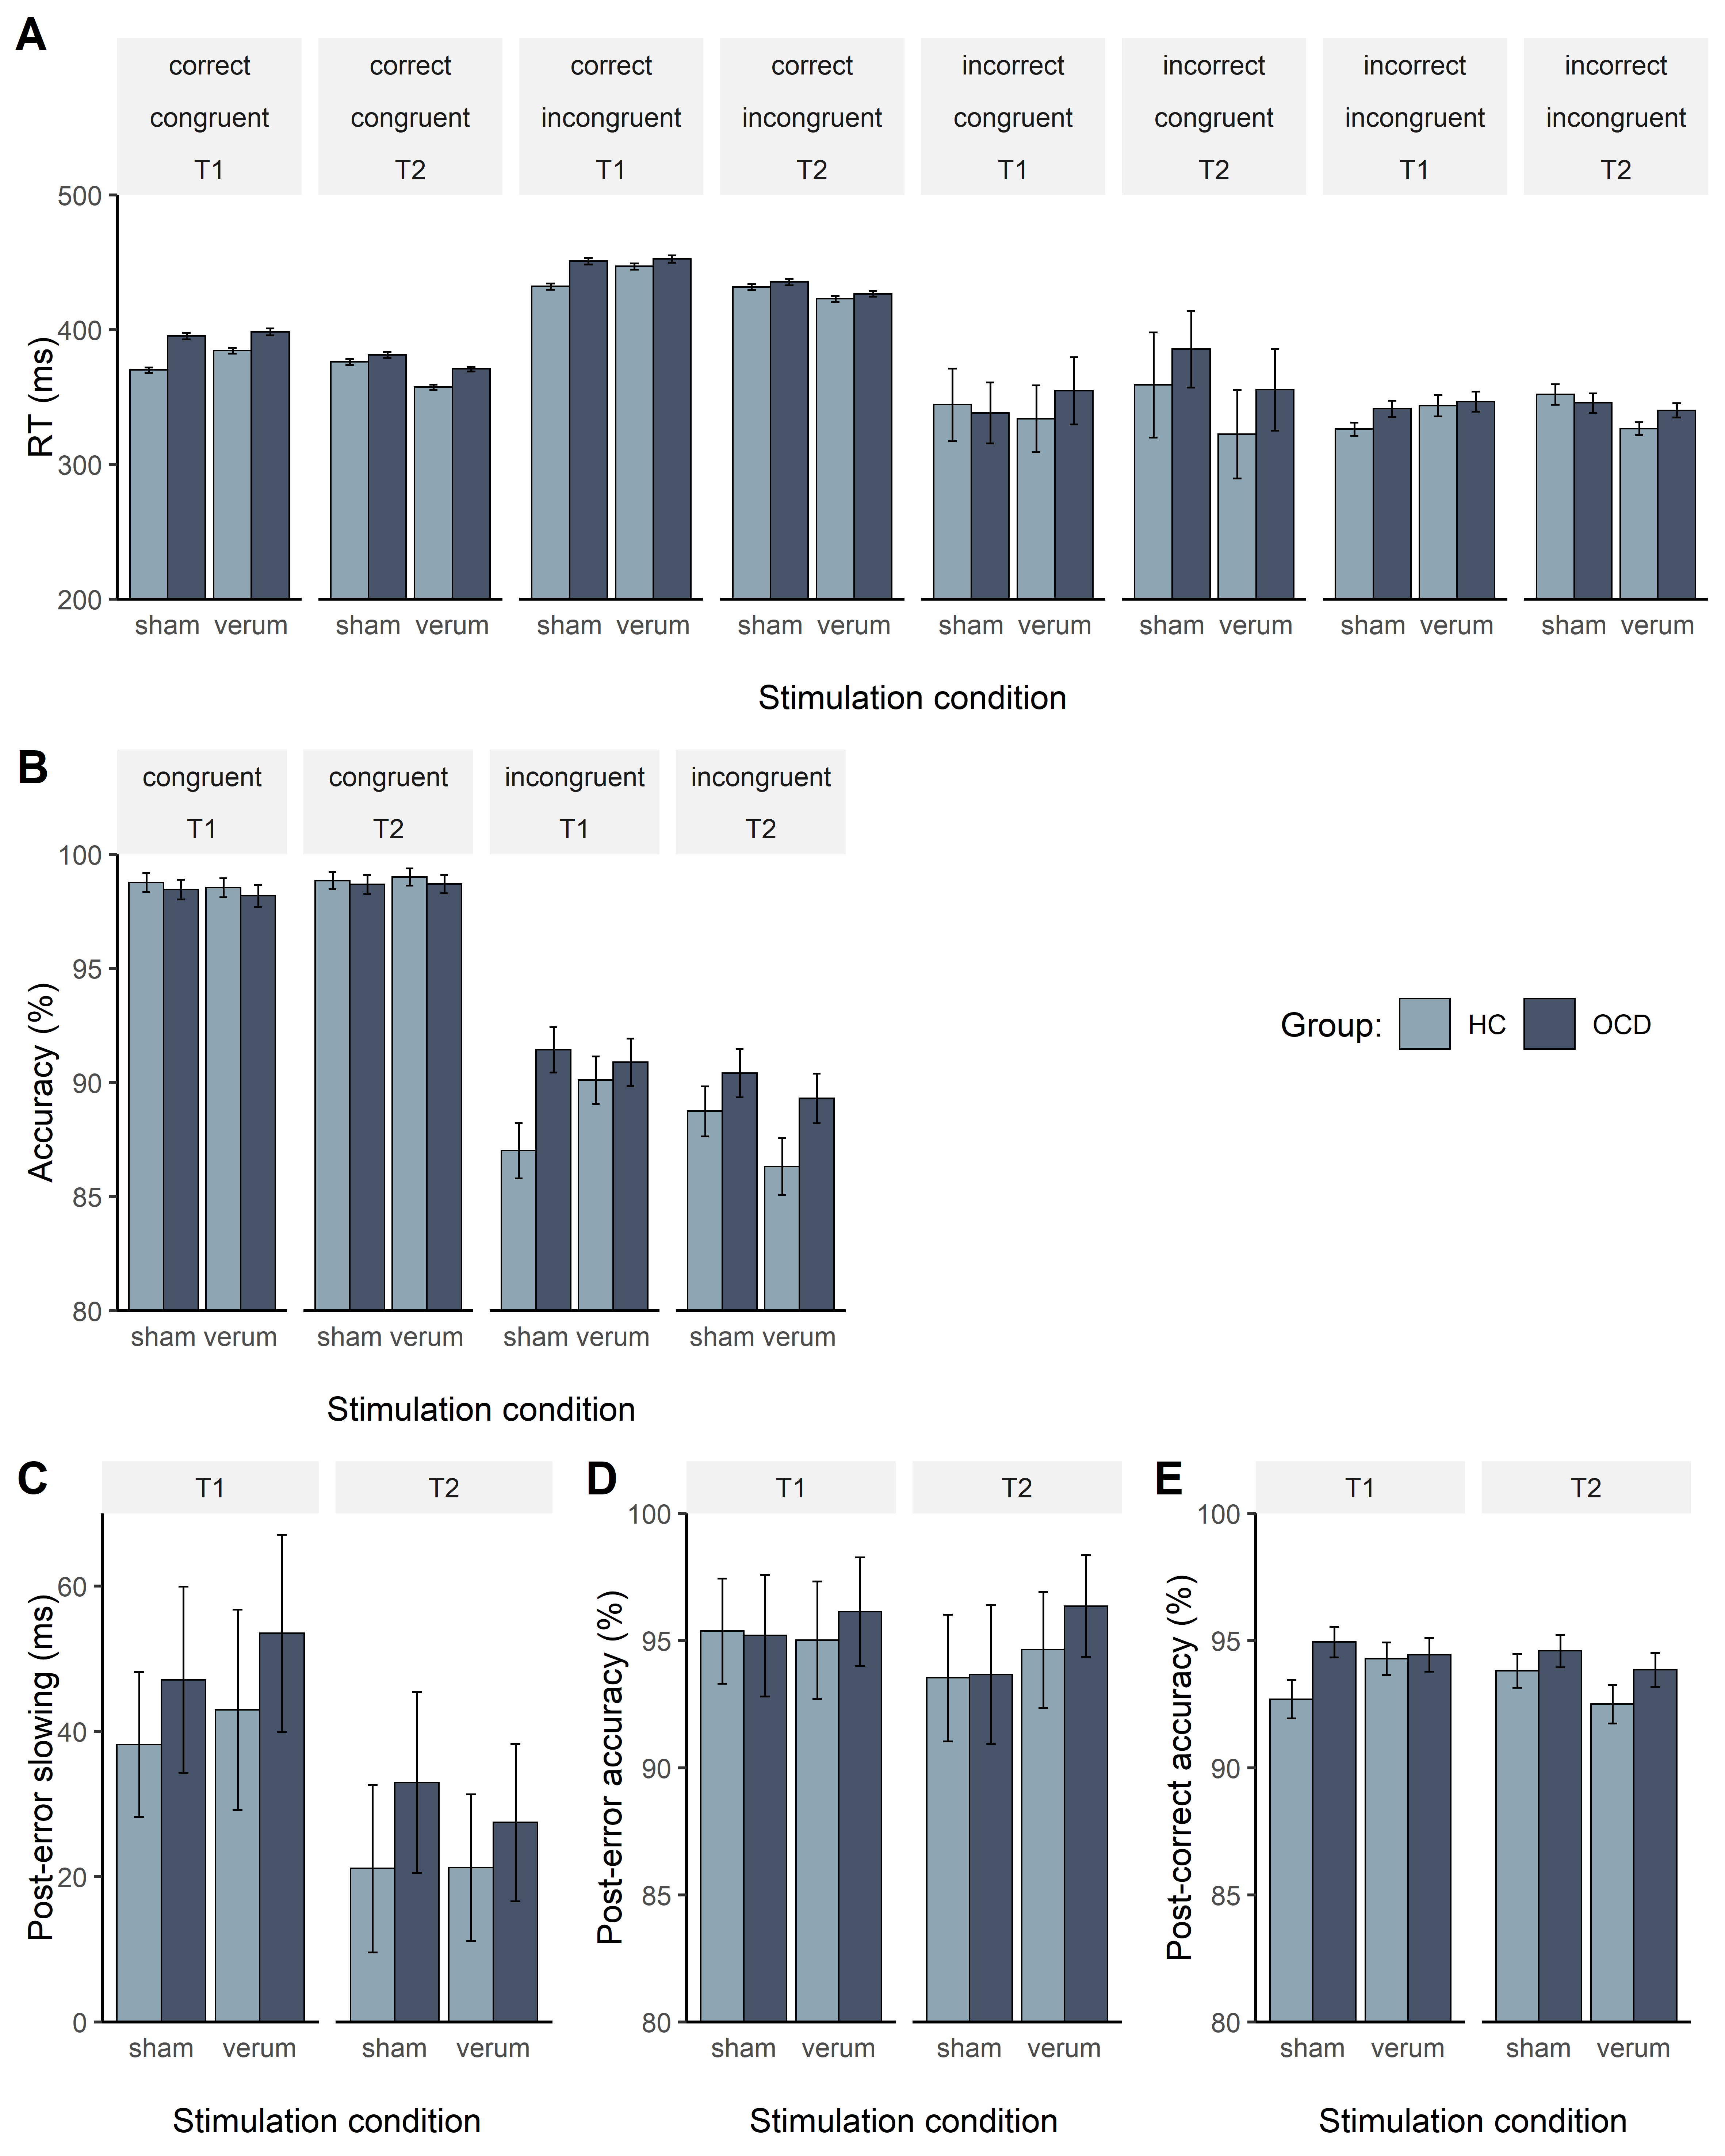 A
correct correct correct correct incorrect incorrect incorrect incorrect
congruent congruent incongruent incongruent congruent congruent incongruent incongruent
T1 T2 T1 T2 T1 T2 T1 T2
500
400
300
200
RT (ms)
sham verum sham verum sham verum sham verum sham verum sham verum sham verum sham verum
Stimulation condition
B
congruent congruent incongruent incongruent
T1 T2 T1 T2
100
95
90
85
80
Accuracy (%)
sham verum sham verum sham verum sham verum
Stimulation condition
Group: HC OCD
C
T1 T2
60
40
20
0
Post-error slowing (ms)
sham verum sham verum
Stimulation condition
D
T1 T2
100
95
90
85
80
Post-error accuracy (%)
sham verum sham verum
Stimulation condition
E
T1 T2
100
95
90
85
80
Post-correct accuracy (%)
sham verum sham verum
Stimulation condition